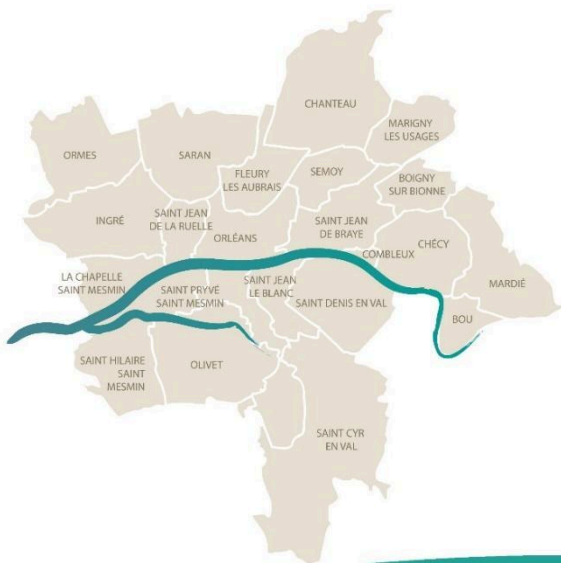 CHANTEAU
MARIGNY
LES USAGES
ORMES
SARAN
FLEURY
LES AUBRAIS
SEMOY
BOIGNY
SUR BIONNE
INGRÉ
SAINT JEAN
DE LA RUELLE
ORLÉANS
SAINT JEAN
DE BRAYE
COMBLEUX
CHÉCY
MARDIÉ
LA CHAPELLE
SAINT MESMIN
SAINT PRYVÉ
SAINT MESMIN
SAINT JEAN
LE BLANC
SAINT DENIS EN VAL
BOU
SAINT HILAIRE
SAINT
MESMIN
OLIVET
SAINT CYR
EN VAL